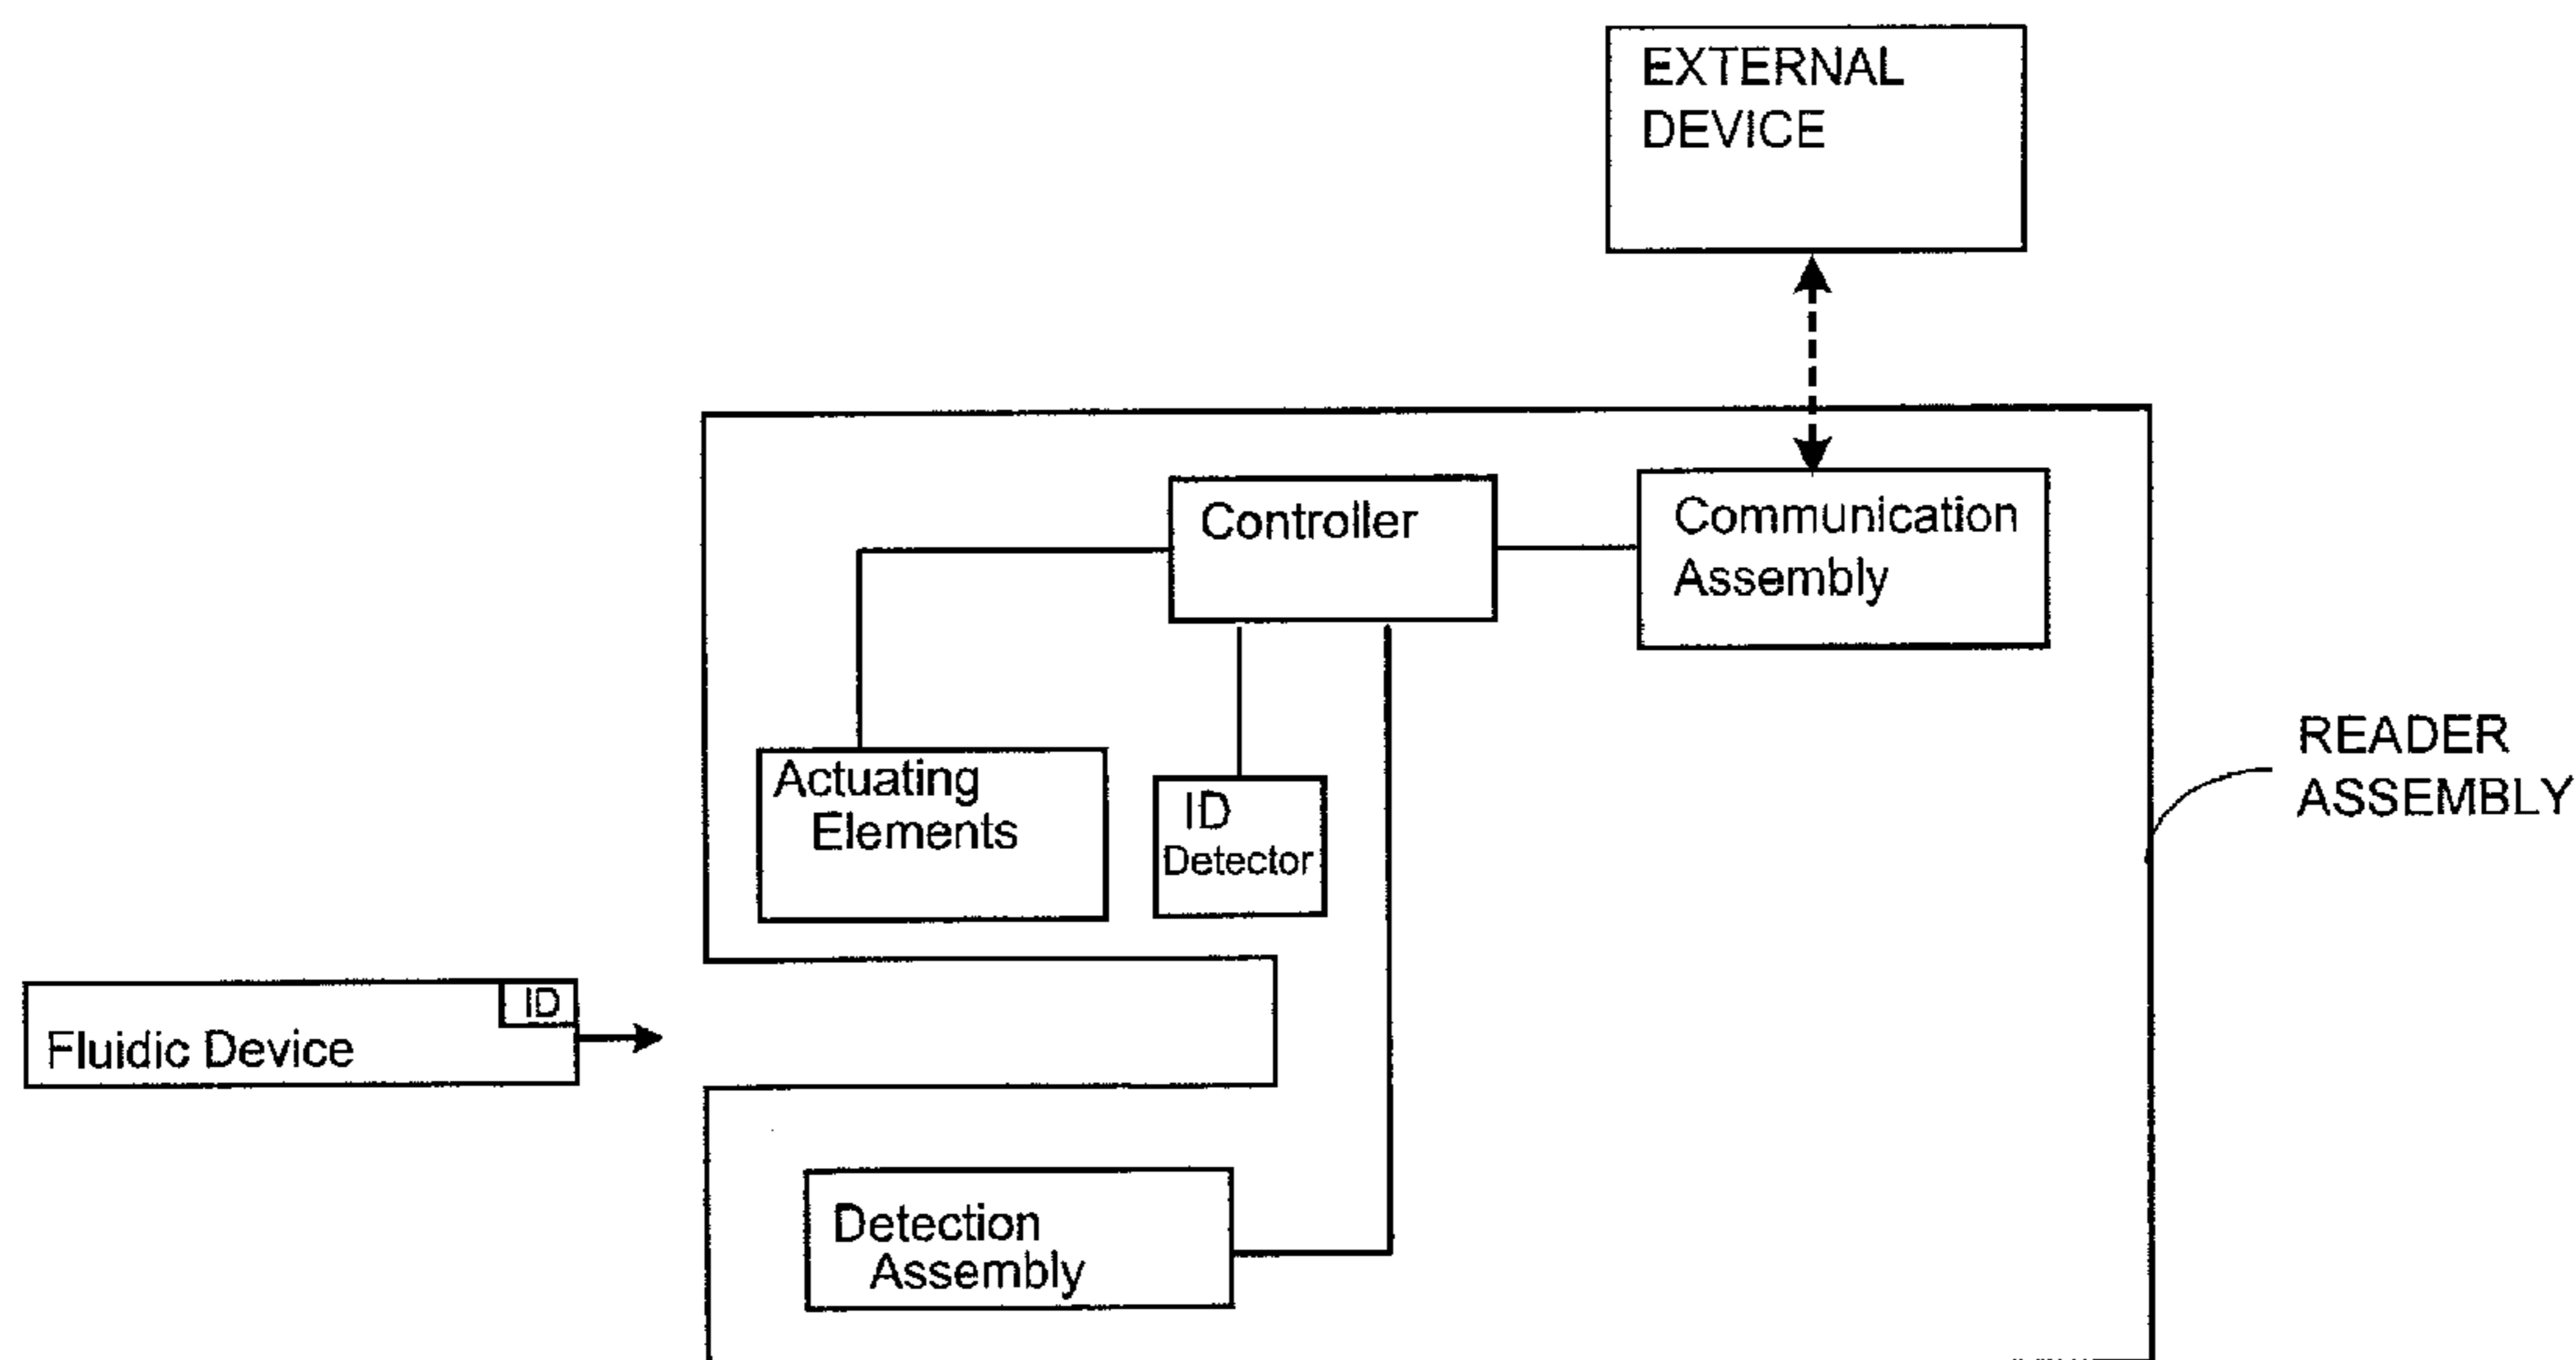 EXTERNAL
DEVICE
Controller
Communication
Assembly
Actuating
Elements
ID
Detector
READER
ASSEMBLY
ID
Fluidic Device
Detection
Assembly